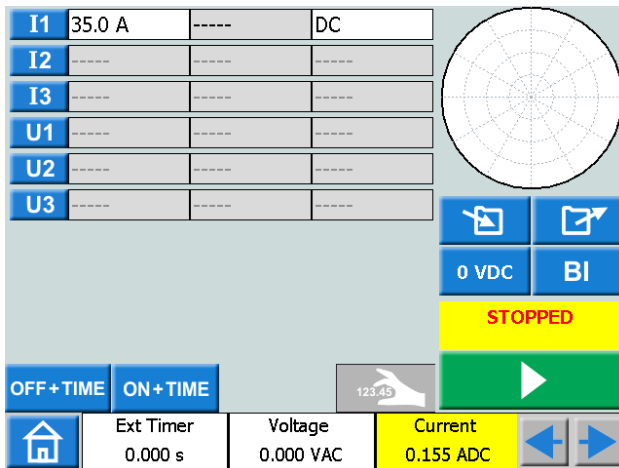 I1 35.0 A ----- DC
I2 ----- ----- -----
I3 ----- ----- -----
U1 ----- ----- -----
U2 ----- ----- -----
U3 ----- ----- -----
0 VDC BI
STOPPED
OFF+TIME ON+TIME 123.45
Ext Timer Voltage Current
0.000 s 0.000 VAC 0.155 ADC